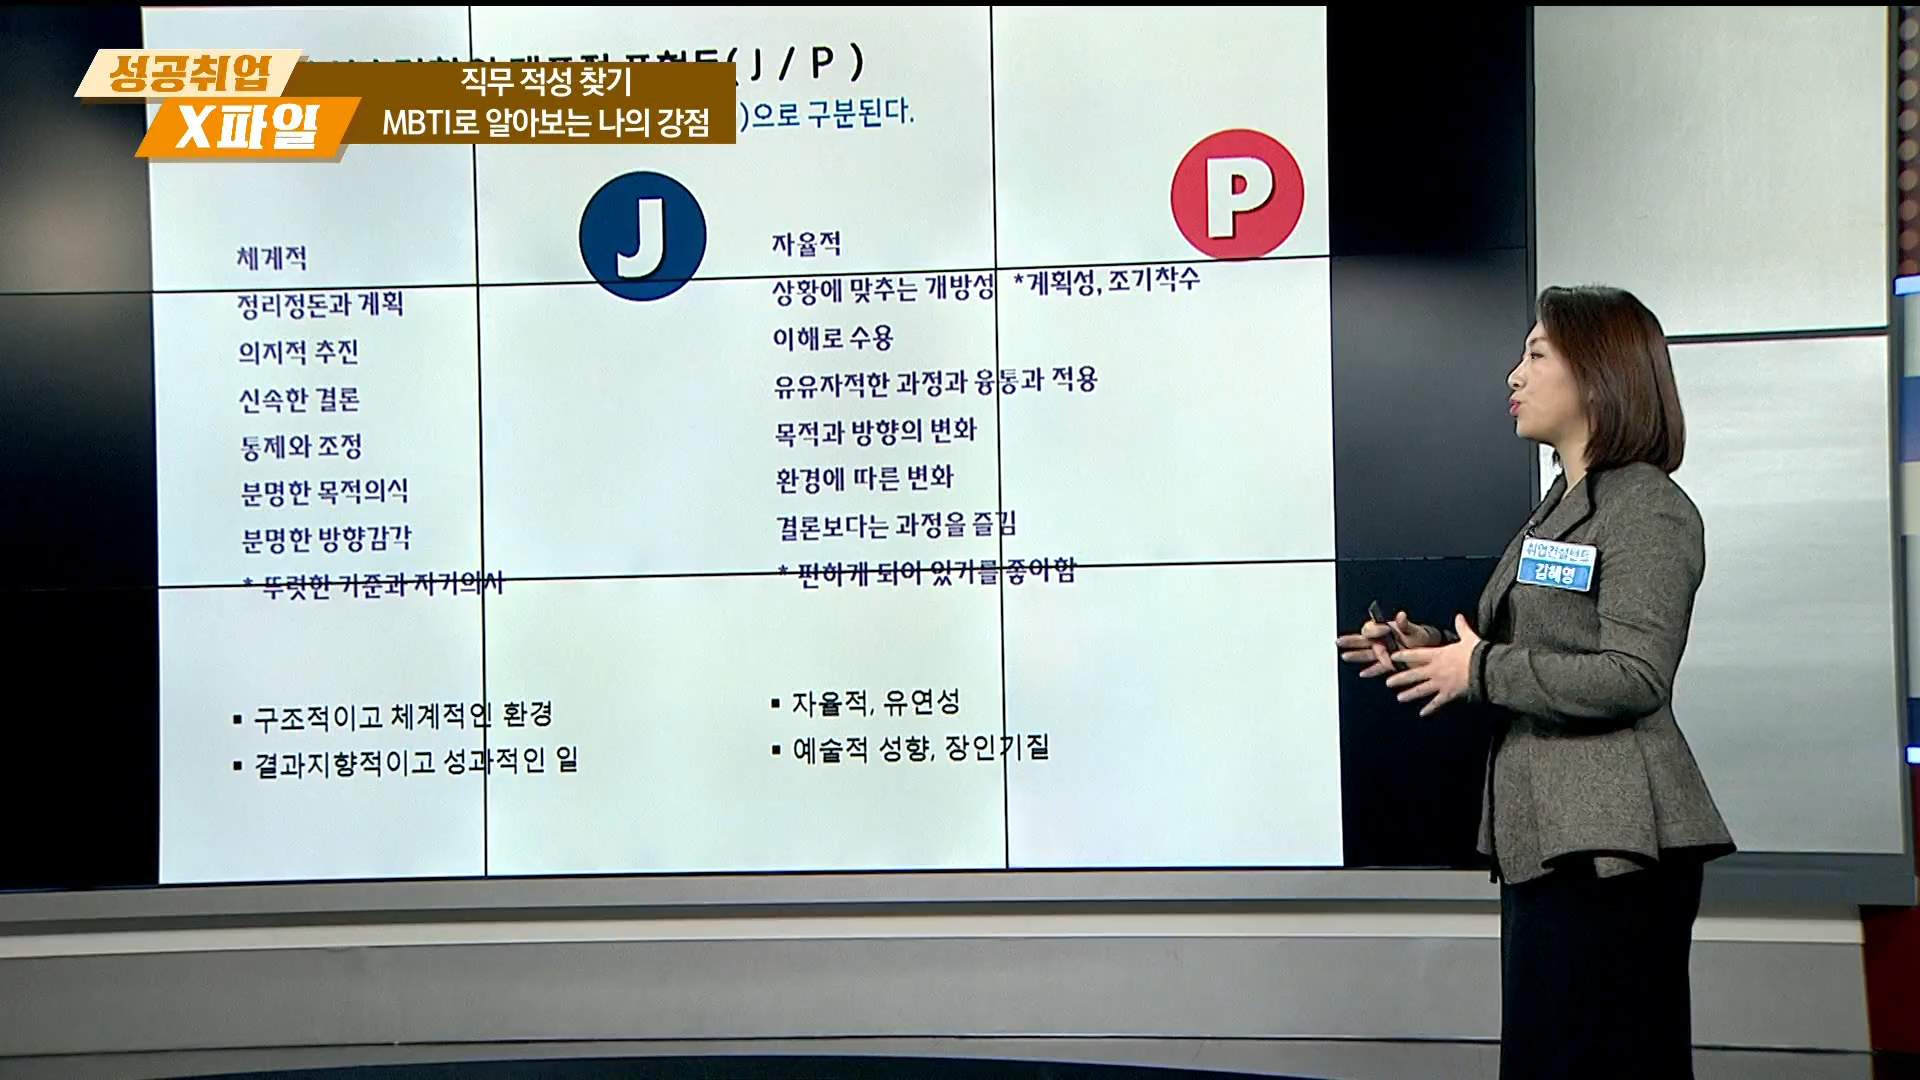 성공취업
X파일
직무 적성 찾기
MBTI로 알아보는 나의 강점
( J / P )
)으로 구분된다.
J
체계적
정리정돈과 계획
의지적 추진
신속한 결론
통제와 조정
분명한 목적의식
분명한 방향감각
* 뚜렷한 기준과 자기의사
▪ 구조적이고 체계적인 환경
▪ 결과지향적이고 성과적인 일
P
자율적
상황에 맞추는 개방성 *계획성, 조기착수
이해로 수용
유유자적한 과정과 융통과 적용
목적과 방향의 변화
환경에 따른 변화
결론보다는 과정을 즐김
* 편하게 되어 있기를 좋아함
▪ 자율적, 유연성
▪ 예술적 성향, 장인기질
취업컨설턴트
김혜영